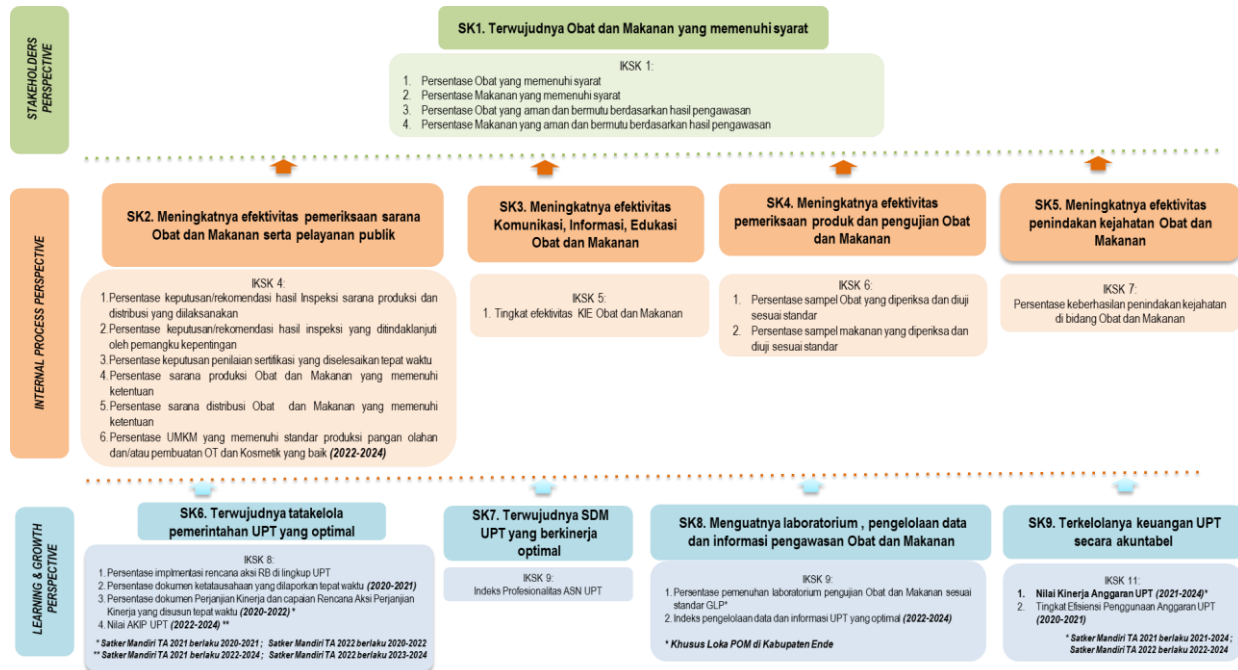 STAKEHOLDERS
PERSPECTIVE
SK1. Terwujudnya Obat dan Makanan yang memenuhi syarat
IKSK 1:
1. Persentase Obat yang memenuhi syarat
2. Persentase Makanan yang memenuhi syarat
3. Persentase Obat yang aman dan bermutu berdasarkan hasil pengawasan
4. Persentase Makanan yang aman dan bermutu berdasarkan hasil pengawasan
INTERNAL PROCESS PERSPECTIVE
SK2. Meningkatnya efektivitas pemeriksaan sarana
Obat dan Makanan serta pelayanan publik
IKSK 4:
1. Persentase keputusan/rekomendasi hasil Inspeksi sarana produksi dan
distribusi yang diilaksanakan
2. Persentase keputusan/rekomendasi hasil inspeksi yang ditindaklanjuti
oleh pemangku kepentingan
3. Persentase keputusan penilaian sertifikasi yang diselesaikan tepat waktu
4. Persentase sarana produksi Obat dan Makanan yang memenuhi
ketentuan
5. Persentase sarana distribusi Obat dan Makanan yang memenuhi
ketentuan
6. Persentase UMKM yang memenuhi standar produksi pangan olahan
dan/atau pembuatan OT dan Kosmetik yang baik (2022-2024)
SK3. Meningkatnya efektivitas
Komunikasi, Informasi, Edukasi
Obat dan Makanan
IKSK 5:
1. Tingkat efektivitas KIE Obat dan Makanan
SK4. Meningkatnya efektivitas
pemeriksaan produk dan pengujian Obat
dan Makanan
IKSK 6:
1. Persentase sampel Obat yang diperiksa dan diuji
sesuai standar
2. Persentase sampel makanan yang diperiksa dan
diuji sesuai standar
SK5. Meningkatnya efektivitas
penindakan kejahatan Obat dan
Makanan
IKSK 7:
Persentase keberhasilan penindakan kejahatan
di bidang Obat dan Makanan
LEARNING & GROWTH
PERSPECTIVE
SK6. Terwujudnya tatakelola
pemerintahan UPT yang optimal
IKSK 8:
1. Persentase implmentasi rencana aksi RB di lingkup UPT
2. Persentase dokumen ketatausahaan yang dilaporkan tepat waktu (2020-2021)
3. Persentase dokumen Perjanjian Kinerja dan capaian Rencana Aksi Perjanjian
Kinerja yang disusun tepat waktu (2020-2022) *
4. Nilai AKIP UPT (2022-2024) **
* Satker Mandiri TA 2021 berlaku 2020-2021 ; Satker Mandiri TA 2022 berlaku 2020-2022
** Satker Mandiri TA 2021 berlaku 2022-2024 ; Satker Mandiri TA 2022 berlaku 2023-2024
SK7. Terwujudnya SDM
UPT yang berkinerja
optimal
IKSK 9:
Indeks Profesionalitas ASN UPT
SK8. Menguatnya laboratorium , pengelolaan data
dan informasi pengawasan Obat dan Makanan
IKSK 9:
1. Persentase pemenuhan laboratorium pengujian Obat dan Makanan sesuai
standar GLP*
2. Indeks pengelolaan data dan informasi UPT yang optimal (2022-2024)
* Khusus Loka POM di Kabupaten Ende
SK9. Terkelolanya keuangan UPT
secara akuntabel
IKSK 11:
1. Nilai Kinerja Anggaran UPT (2021-2024)*
2. Tingkat Efisiensi Penggunaan Anggaran UPT
(2020-2021)
* Satker Mandiri TA 2021 berlaku 2021-2024 ;
Satker Mandiri TA 2022 berlaku
2022-2024